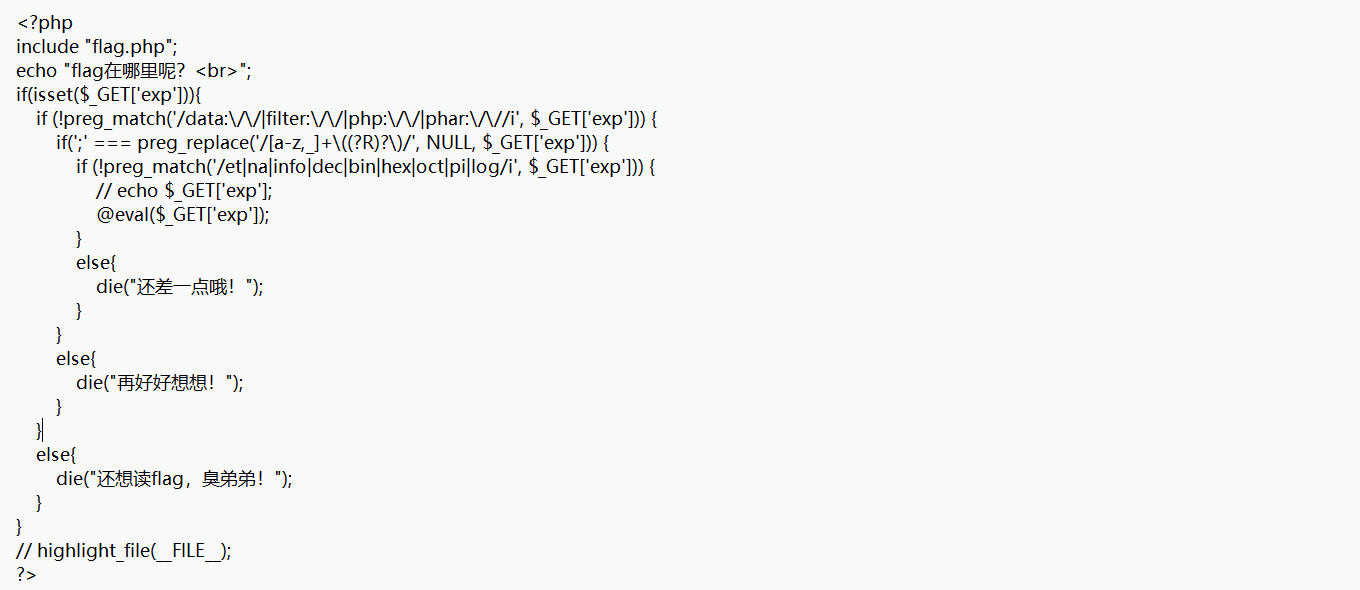 <?php
include "flag.php";
echo "flag在哪里呢？<br>";
if(isset($_GET['exp'])){
    if (!preg_match('/data:\/\/|filter:\/\/|php:\/\/|phar:\/\//i', $_GET['exp'])) {
        if(';' === preg_replace('/[a-z,_]+\((?R)?\)/', NULL, $_GET['exp'])) {
            if (!preg_match('/et|na|info|dec|bin|hex|oct|pi|log/i', $_GET['exp'])) {
                // echo $_GET['exp'];
                @eval($_GET['exp']);
            }
            else{
                die("还差一点哦！");
            }
        }
        else{
            die("再好好想想！");
        }
    }
    else{
        die("还想读flag，臭弟弟！");
    }
}
// highlight_file(__FILE__);
?>